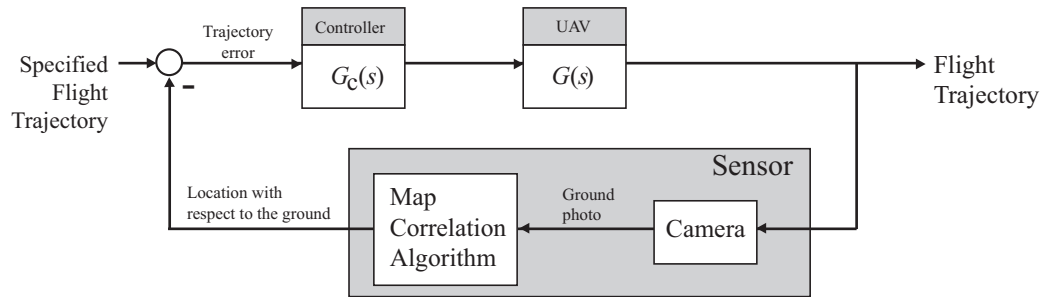 Specified
Flight
Trajectory
Trajectory
error
Controller
Gc(s)
UAV
G(s)
Flight
Trajectory
-
Sensor
Location with
respect to the ground
Map
Correlation
Algorithm
Ground
photo
Camera